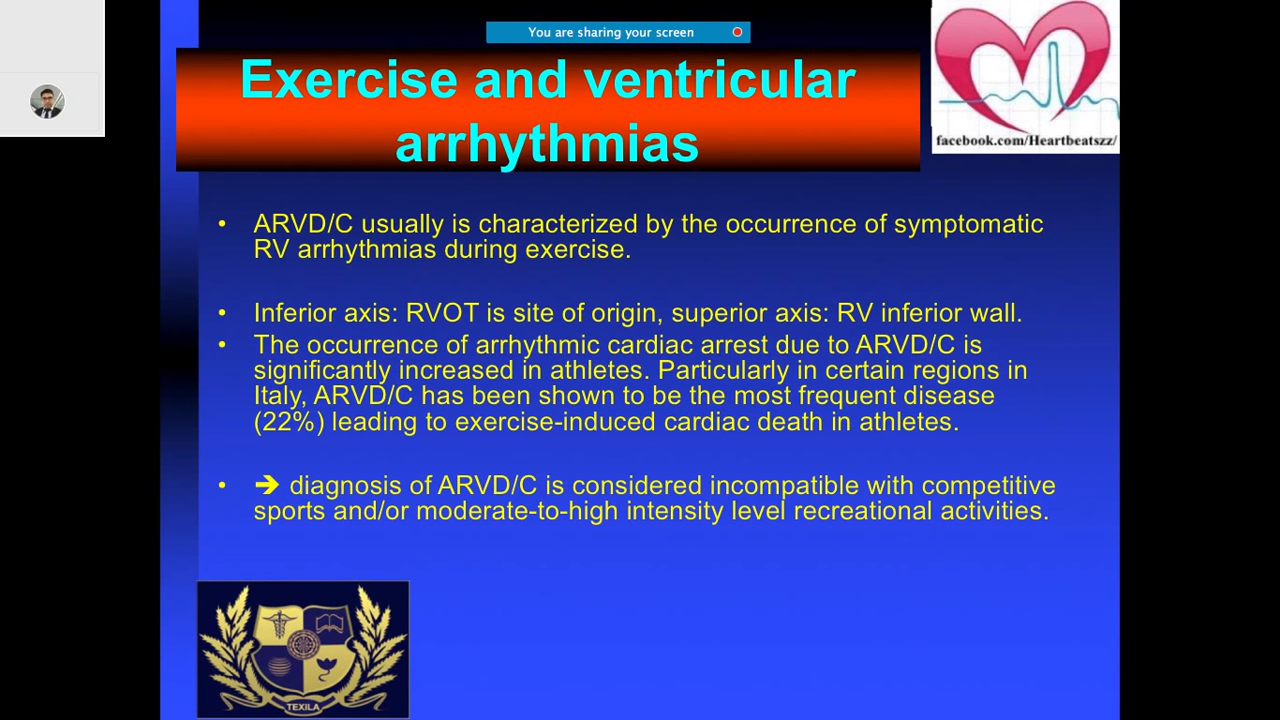 You are sharing your screen
Exercise and ventricular
arrhythmias
facebook.com/Heartbeatszz/
• ARVD/C usually is characterized by the occurrence of symptomatic
RV arrhythmias during exercise.
• Inferior axis: RVOT is site of origin, superior axis: RV inferior wall.
• The occurrence of arrhythmic cardiac arrest due to ARVD/C is
significantly increased in athletes. Particularly in certain regions in
Italy, ARVD/C has been shown to be the most frequent disease
(22%) leading to exercise-induced cardiac death in athletes.
• ➔ diagnosis of ARVD/C is considered incompatible with competitive
sports and/or moderate-to-high intensity level recreational activities.
TEXILA